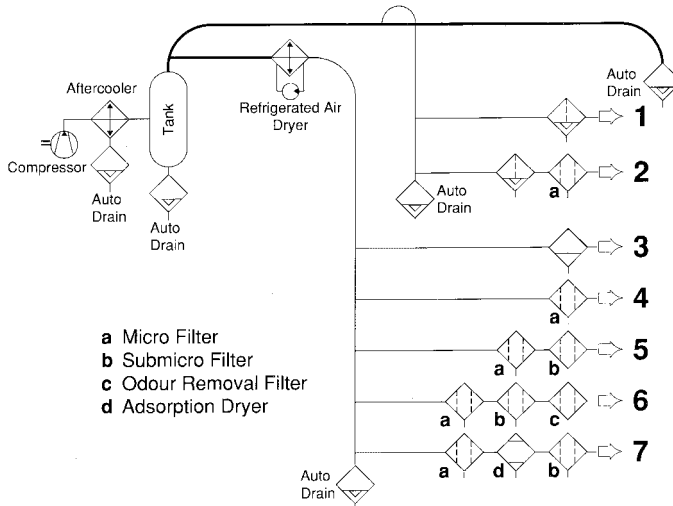 Aftercooler
Compressor
Auto
Drain
Tank
Auto
Drain
Refrigerated Air
Dryer
Auto
Drain
1
2
a
Auto
Drain
3
4
a
5
a
b
6
a
b
c
7
a
d
b
Auto
Drain
a Micro Filter
b Submicro Filter
c Odour Removal Filter
d Adsorption Dryer